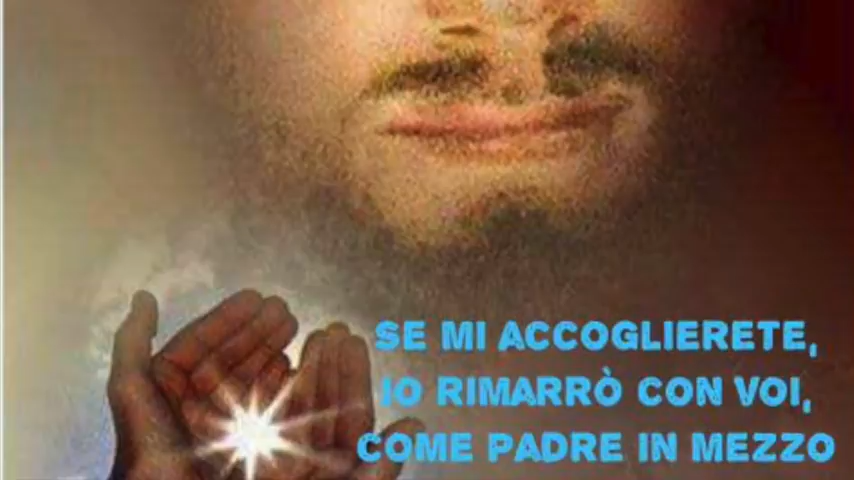 SE MI ACCOGLIERETE,
IO RIMARRÒ CON VOI,
COME PADRE IN MEZZO